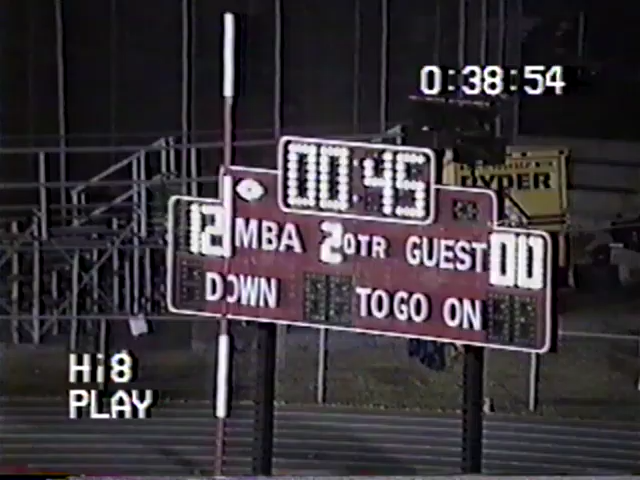 0:38:54
00:45
RYDER
12 MBA 2 QTR GUEST 00
DOWN TO GO ON
Hi8
PLAY